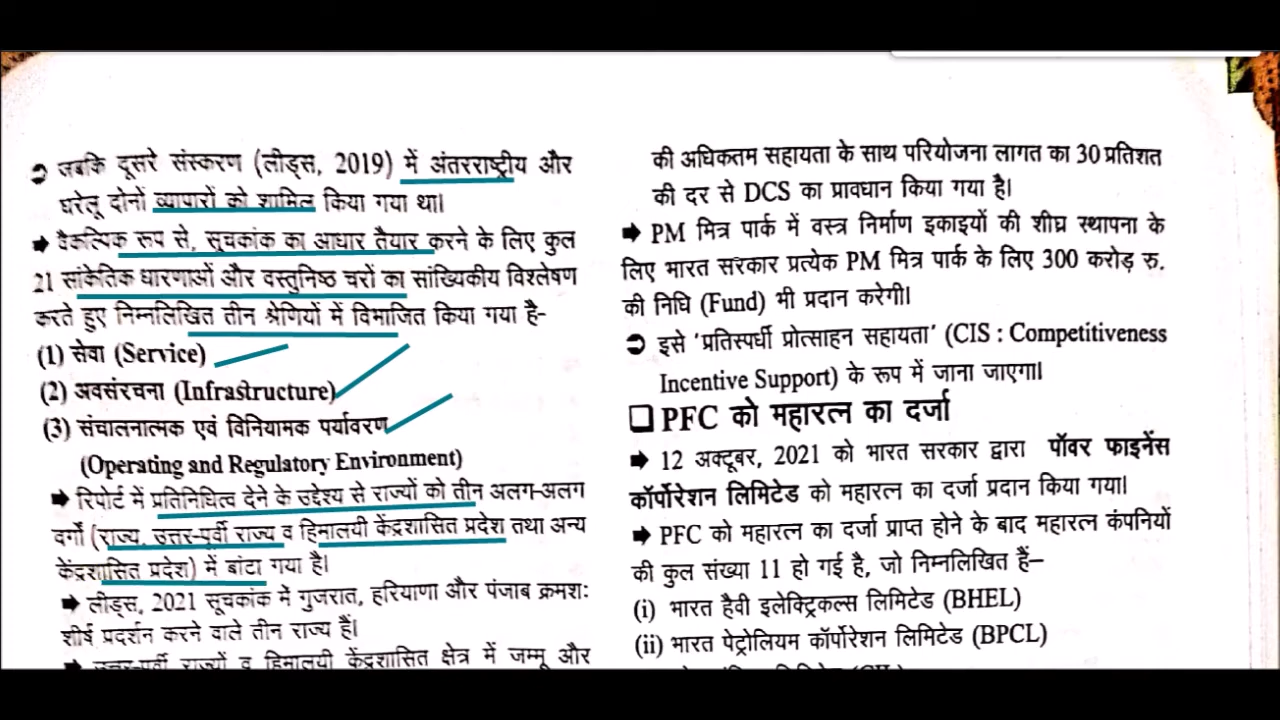 जबकि दूसरे संस्करण (लीड्स, 2019) में अंतरराष्ट्रीय और
घरेलू दोनों व्यापारों को शामिल किया गया था।
वैकल्पिक रूप से, सूचकांक का आधार तैयार करने के लिए कुल
21 सांकेतिक धारणाओं और वस्तुनिष्ठ चरों का सांख्यिकीय विश्लेषण
करते हुए निम्नलिखित तीन श्रेणियों में विभाजित किया गया है-
(1) सेवा (Service)
(2) अवसंरचना (Infrastructure)
(3) संचालनात्मक एवं विनियामक पर्यावरण
(Operating and Regulatory Environment)
रिपोर्ट में प्रतिनिधित्व देने के उद्देश्य से राज्यों को तीन अलग-अलग
वर्गों (राज्य, उत्तर-पूर्वी राज्य व हिमालयी केंद्रशासित प्रदेश तथा अन्य
केंद्रशासित प्रदेश) में बांटा गया है।
लीड्स, 2021 सूचकांक में गुजरात, हरियाणा और पंजाब क्रमशः
शीर्ष प्रदर्शन करने वाले तीन राज्य हैं।
उत्तर-पूर्वी राज्यों व हिमालयी केंद्रशासित क्षेत्र में जम्मू और
की अधिकतम सहायता के साथ परियोजना लागत का 30 प्रतिशत
की दर से DCS का प्रावधान किया गया है।
PM मित्र पार्क में वस्त्र निर्माण इकाइयों की शीघ्र स्थापना के
लिए भारत सरकार प्रत्येक PM मित्र पार्क के लिए 300 करोड़ रु.
की निधि (Fund) भी प्रदान करेगी।
इसे 'प्रतिस्पर्धी प्रोत्साहन सहायता' (CIS : Competitiveness
Incentive Support) के रूप में जाना जाएगा।
PFC को महारत्न का दर्जा
12 अक्टूबर, 2021 को भारत सरकार द्वारा पॉवर फाइनेंस
कॉर्पोरेशन लिमिटेड को महारत्न का दर्जा प्रदान किया गया।
PFC को महारत्न का दर्जा प्राप्त होने के बाद महारत्न कंपनियों
की कुल संख्या 11 हो गई है, जो निम्नलिखित हैं–
(i) भारत हैवी इलेक्ट्रिकल्स लिमिटेड (BHEL)
(ii) भारत पेट्रोलियम कॉर्पोरेशन लिमिटेड (BPCL)